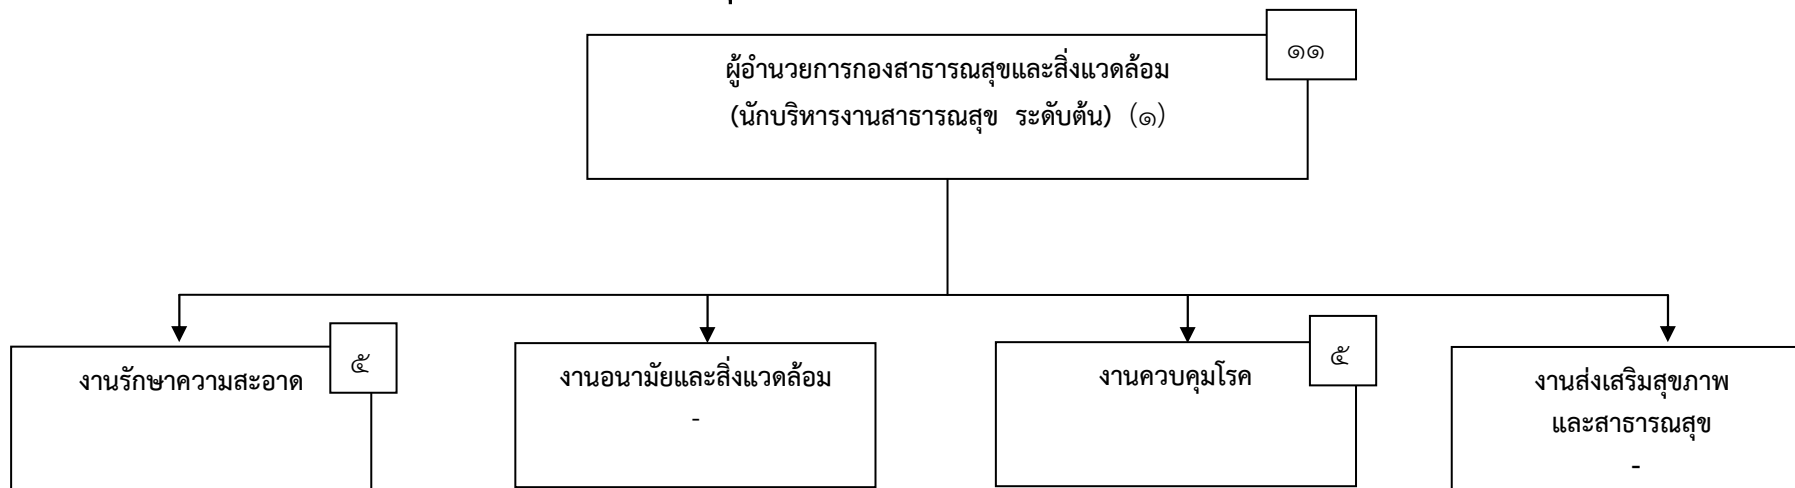 ๑๑
ผู้อำนวยการกองสาธารณสุขและสิ่งแวดล้อม
(นักบริหารงานสาธารณสุข ระดับต้น) (๑)
๕
งานรักษาความสะอาด
งานอนามัยและสิ่งแวดล้อม
-
๕
งานควบคุมโรค
งานส่งเสริมสุขภาพ
และสาธารณสุข
-